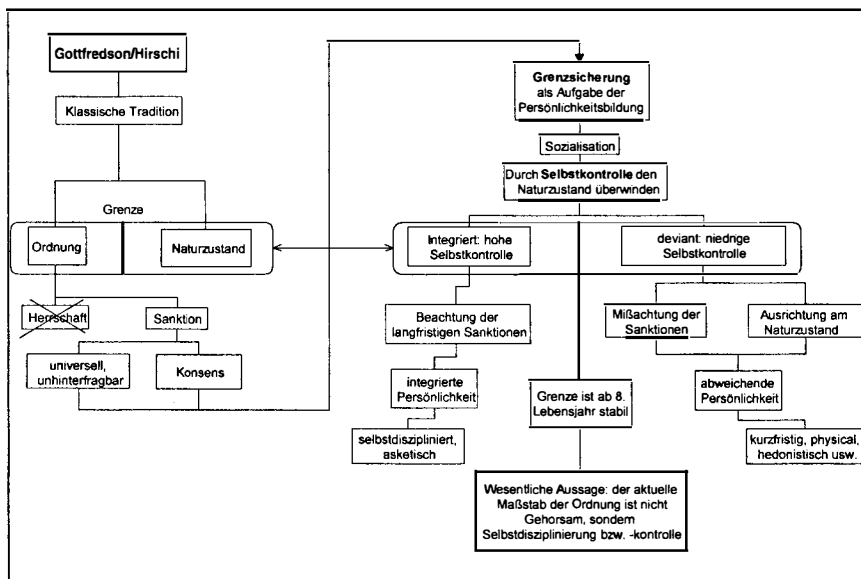 Gottfredson/Hirschi
Klassische Tradition
Grenze
Ordnung
Naturzustand
Herrschaft
Sanktion
universell,
unhinterfragbar
Konsens
Grenzsicherung
als Aufgabe der
Persönlichkeitsbildung
Sozialisation
Durch Selbstkontrolle den
Naturzustand überwinden
Integriert: hohe
Selbstkontrolle
deviant: niedrige
Selbstkontrolle
Beachtung der
langfristigen Sanktionen
integrierte
Persönlichkeit
selbstdiszipliniert,
asketisch
Grenze ist ab 8.
Lebensjahr stabil
Mißachtung der
Sanktionen
Ausrichtung am
Naturzustand
abweichende
Persönlichkeit
kurzfristig, physical,
hedonistisch usw.
Wesentliche Aussage: der aktuelle
Maßstab der Ordnung ist nicht
Gehorsam, sondern
Selbstdisziplinierung bzw. -kontrolle